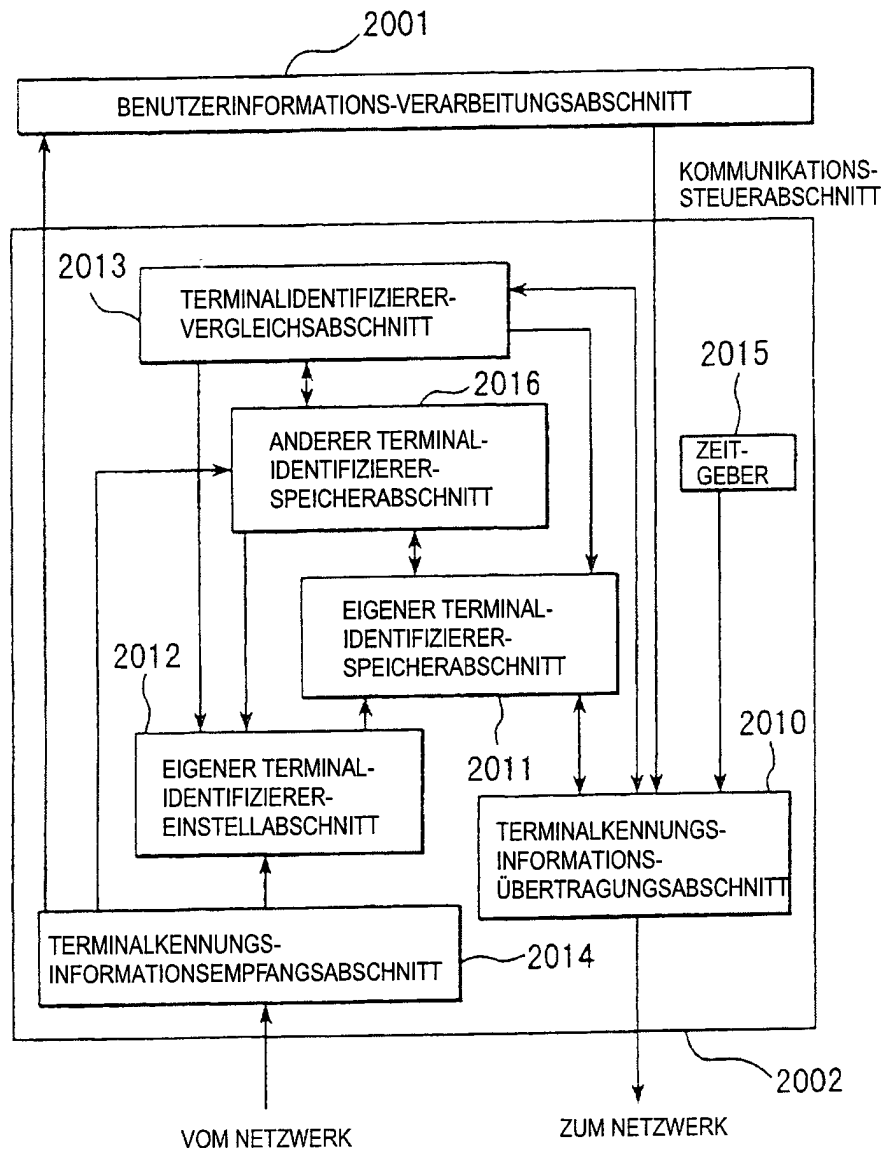 2001
BENUTZERINFORMATIONS-VERARBEITUNGSABSCHNITT
KOMMUNIKATIONS-
STEUERABSCHNITT
2013
TERMINALIDENTIFIZIERER-
VERGLEICHSABSCHNITT
2016
2015
ANDERER TERMINAL-
IDENTIFIZIERER-
SPEICHERABSCHNITT
ZEIT-
GEBER
EIGENER TERMINAL-
IDENTIFIZIERER-
SPEICHERABSCHNITT
2012
2011
2010
EIGENER TERMINAL-
IDENTIFIZIERER-
EINSTELLABSCHNITT
TERMINALKENNUNGS-
INFORMATIONS-
ÜBERTRAGUNGSABSCHNITT
TERMINALKENNUNGS-
INFORMATIONSEMPFANGSABSCHNITT
2014
2002
VOM NETZWERK
ZUM NETZWERK